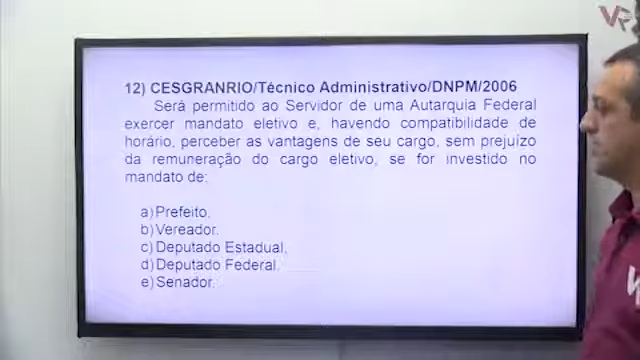 VR
12) CESGRANRIO/Técnico Administrativo/DNPM/2006
Será permitido ao Servidor de uma Autarquia Federal
exercer mandato eletivo e, havendo compatibilidade de
horário, perceber as vantagens de seu cargo, sem prejuízo
da remuneração do cargo eletivo, se for investido no
mandato de:
a) Prefeito.
b) Vereador.
c) Deputado Estadual.
d) Deputado Federal.
e) Senador.